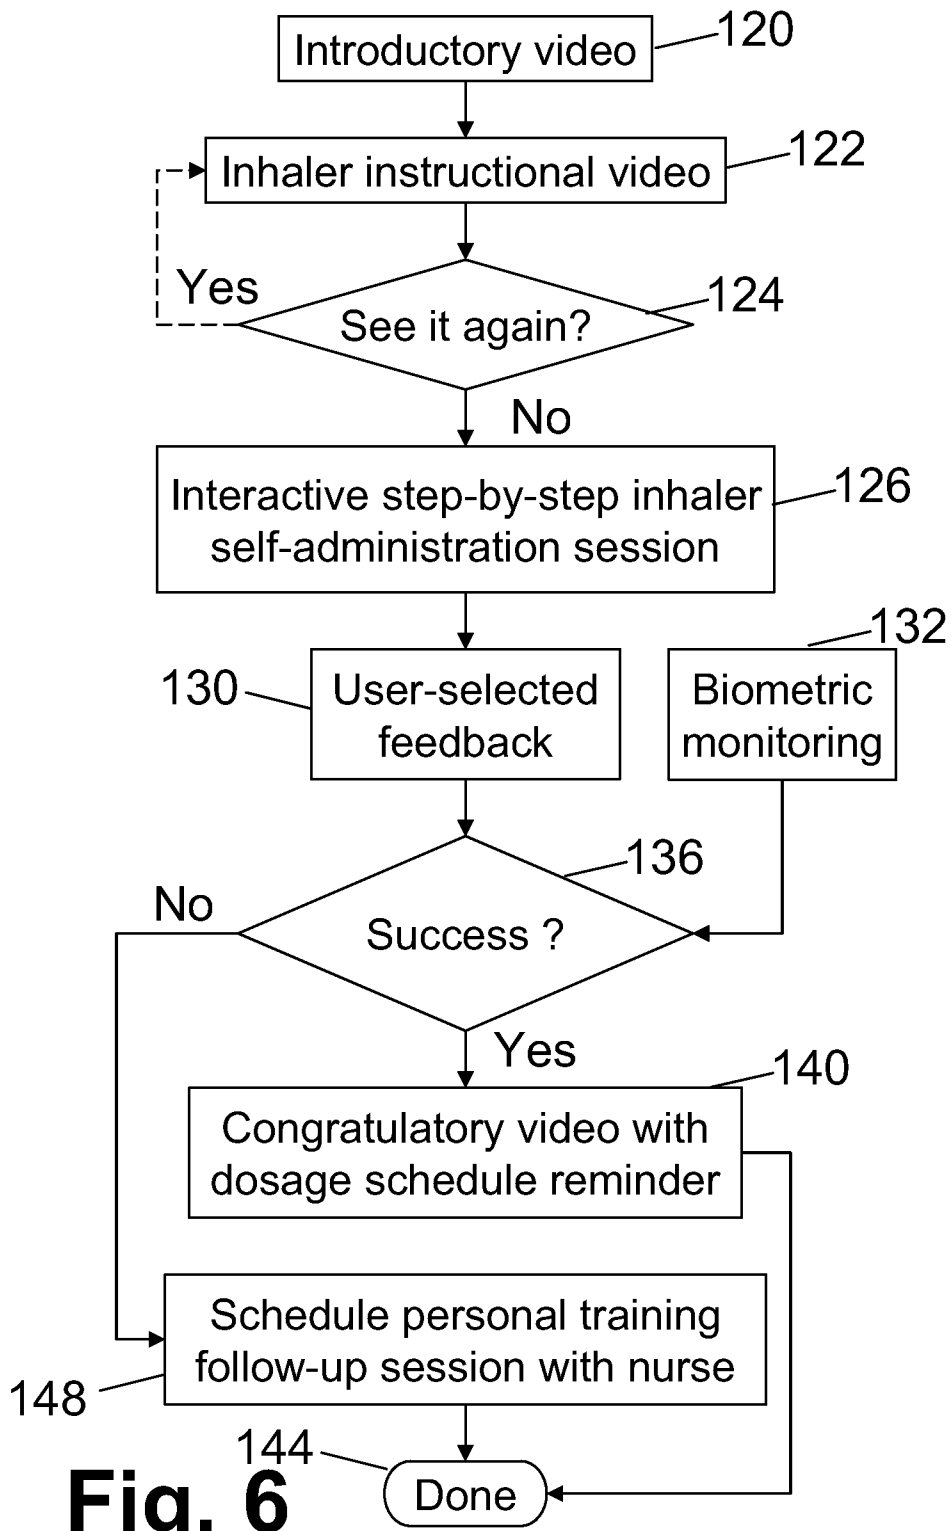 Introductory video
120
Inhaler instructional video
122
Yes
See it again?
124
No
Interactive step-by-step inhaler
self-administration session
126
130
User-selected
feedback
132
Biometric
monitoring
136
No
Success ?
Yes
140
Congratulatory video with
dosage schedule reminder
Schedule personal training
follow-up session with nurse
148
144
Done
Fig. 6